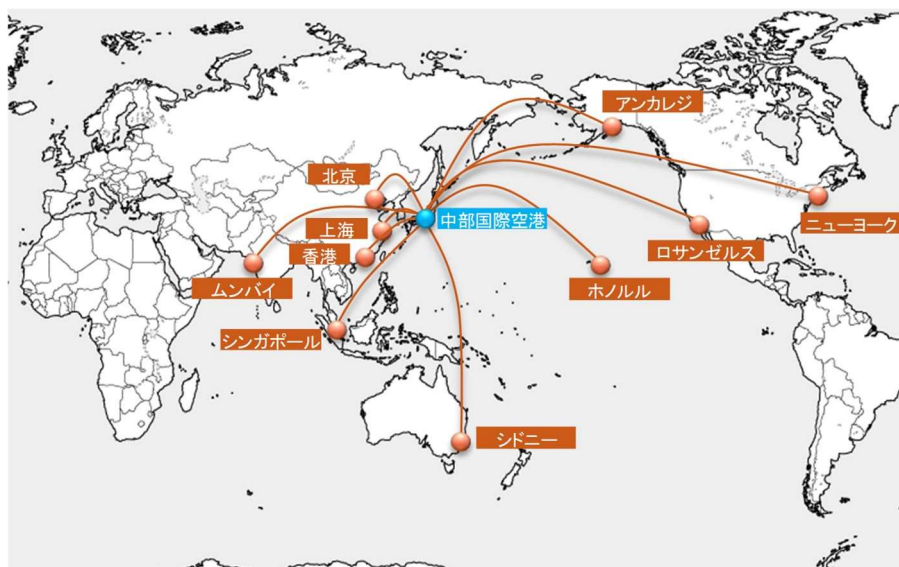 アンカレジ
北京
ニューヨーク
上海
中部国際空港
香港
ロサンゼルス
ムンバイ
ホノルル
シンガポール
シドニー